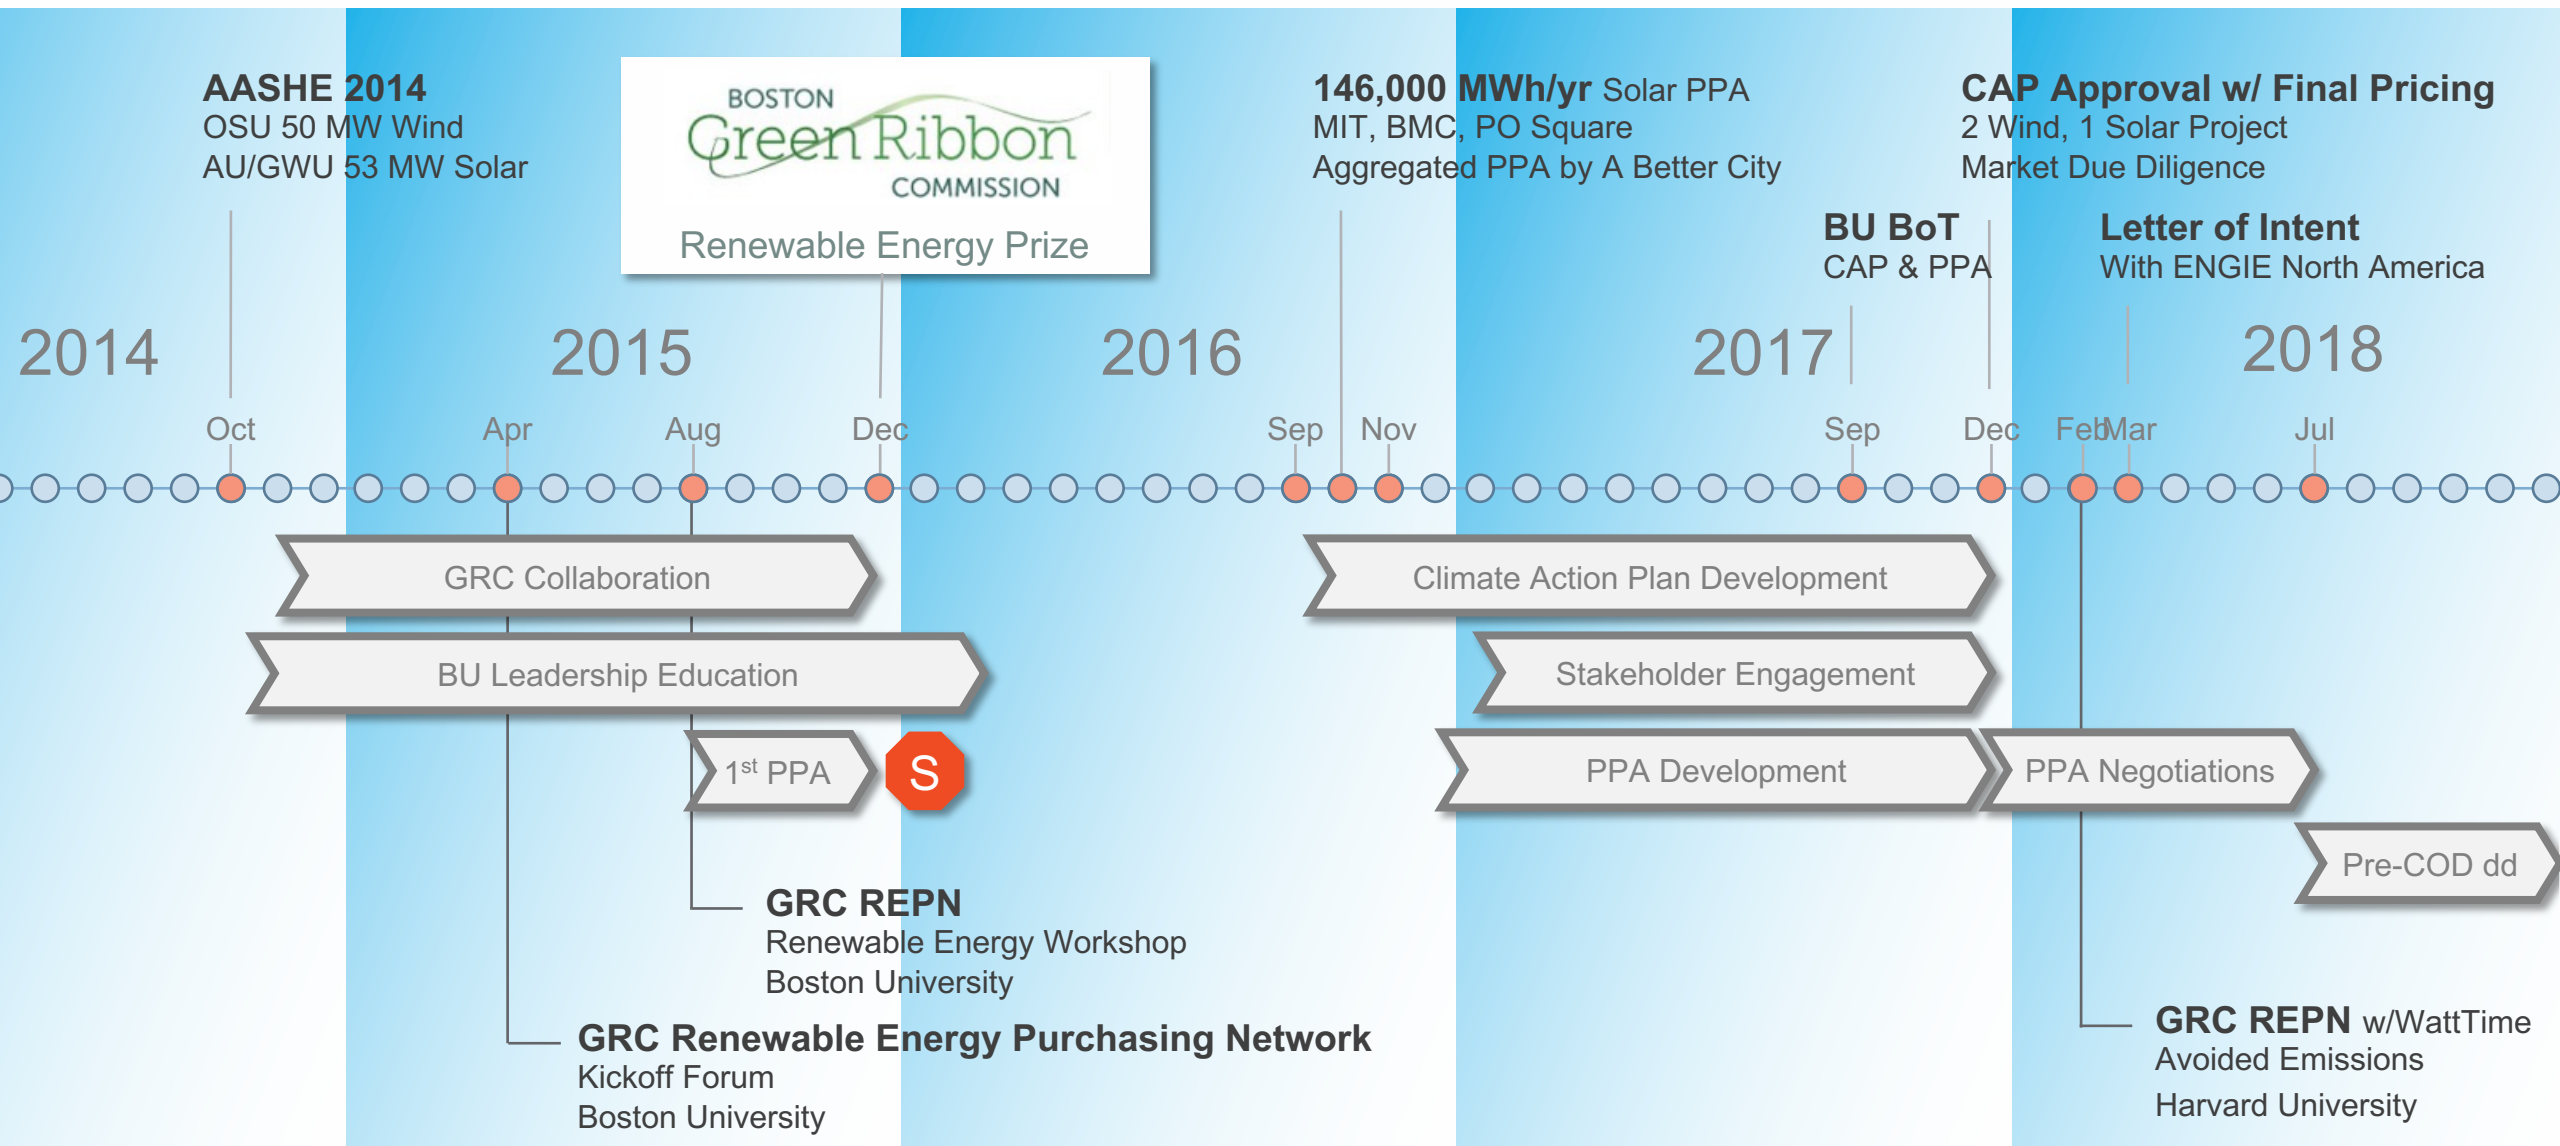 AASHE 2014
OSU 50 MW Wind
AU/GWU 53 MW Solar
BOSTON
Green Ribbon
COMMISSION
Renewable Energy Prize
146,000 MWh/yr Solar PPA
MIT, BMC, PO Square
Aggregated PPA by A Better City
CAP Approval w/ Final Pricing
2 Wind, 1 Solar Project
Market Due Diligence
BU BoT
CAP & PPA
Letter of Intent
With ENGIE North America
2014
2015
2016
2017
2018
Oct
Apr
Aug
Dec
Sep
Nov
Sep
Dec
Feb
Mar
Jul
GRC Collaboration
Climate Action Plan Development
BU Leadership Education
Stakeholder Engagement
1st PPA
S
PPA Development
PPA Negotiations
Pre-COD dd
GRC REPN
Renewable Energy Workshop
Boston University
GRC Renewable Energy Purchasing Network
Kickoff Forum
Boston University
GRC REPN w/WattTime
Avoided Emissions
Harvard University